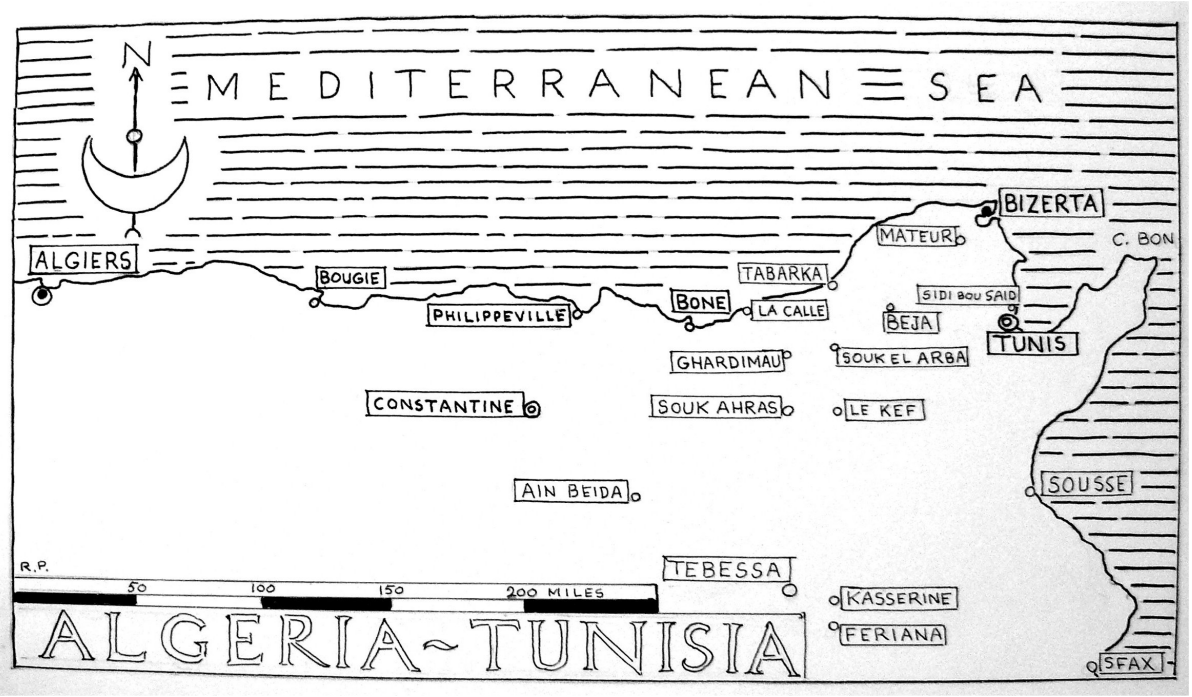 N
MEDITERRANEAN SEA
BIZERTA
MATEUR
C. BON
ALGIERS
BOUGIE
TABARKA
SIDI BOU SAID
BONE
LA CALLE
PHILIPPEVILLE
BEJA
TUNIS
GHARDIMAU
SOUK EL ARBA
CONSTANTINE
SOUK AHRAS
LE KEF
SOUSSE
AIN BEIDA
R.P.
TEBESSA
50 100 150 200 MILES
KASSERINE
FERIANA
ALGERIA~TUNISIA
SFAX